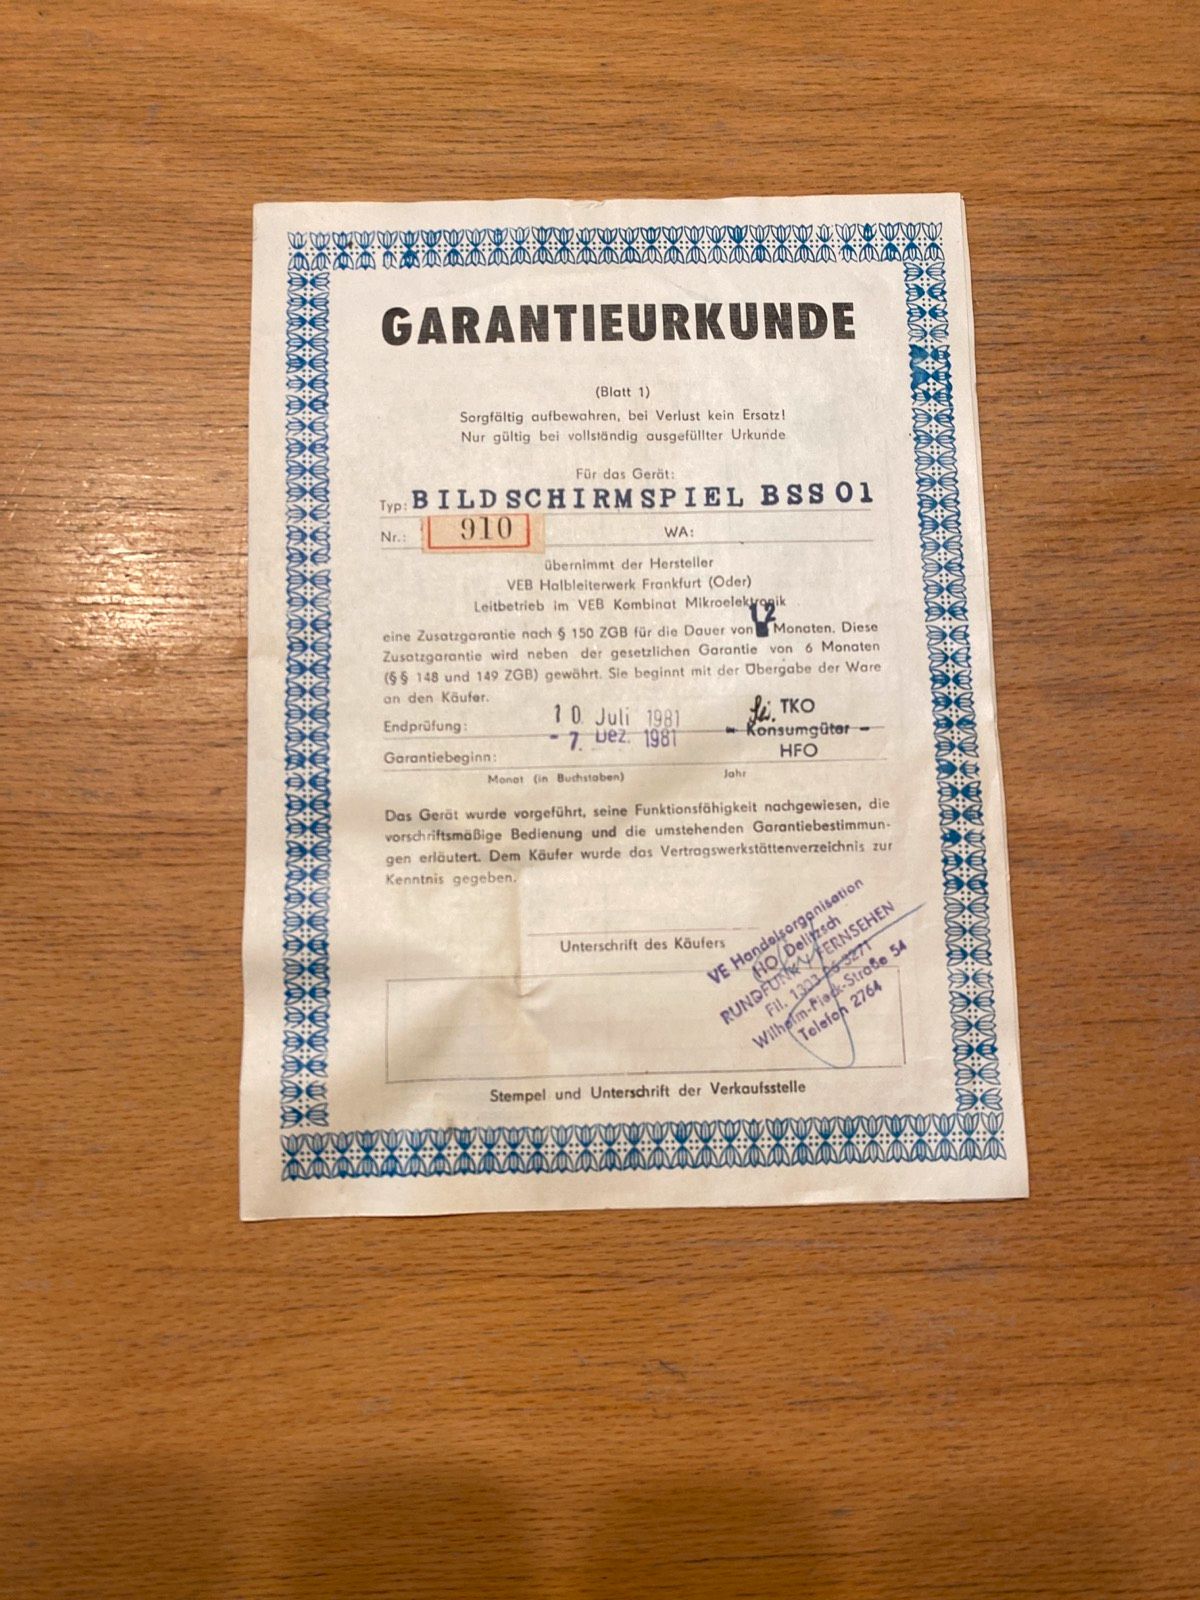 GARANTIEURKUNDE
(Blatt 1)
Sorgfältig aufbewahren, bei Verlust kein Ersatz!
Nur gültig bei vollständig ausgefüllter Urkunde
Für das Gerät:
Typ: BILDSCHIRMSPIEL BSS 01
Nr.: 910 WA:
übernimmt der Hersteller
VEB Halbleiterwerk Frankfurt (Oder)
Leitbetrieb im VEB Kombinat Mikroelektronik
eine Zusatzgarantie nach § 150 ZGB für die Dauer von 12 Monaten. Diese
Zusatzgarantie wird neben der gesetzlichen Garantie von 6 Monaten
(§§ 148 und 149 ZGB) gewährt. Sie beginnt mit der Übergabe der Ware
an den Käufer.
Endprüfung: 10. Juli 1981 TKO
- Konsumgüter -
HFO
Garantiebeginn: - 7. Dez. 1981
Monat (in Buchstaben) Jahr
Das Gerät wurde vorgeführt, seine Funktionsfähigkeit nachgewiesen, die
vorschriftsmäßige Bedienung und die umstehenden Garantiebestimmun-
gen erläutert. Dem Käufer wurde das Vertragswerkstättenverzeichnis zur
Kenntnis gegeben.
Unterschrift des Käufers
VE Handelsorganisation
HO Delitzsch
RUNDFUNK / FERNSEHEN
Fil.
Wilhelm-Pieck-Straße 54
Telefon 2764
Stempel und Unterschrift der Verkaufsstelle